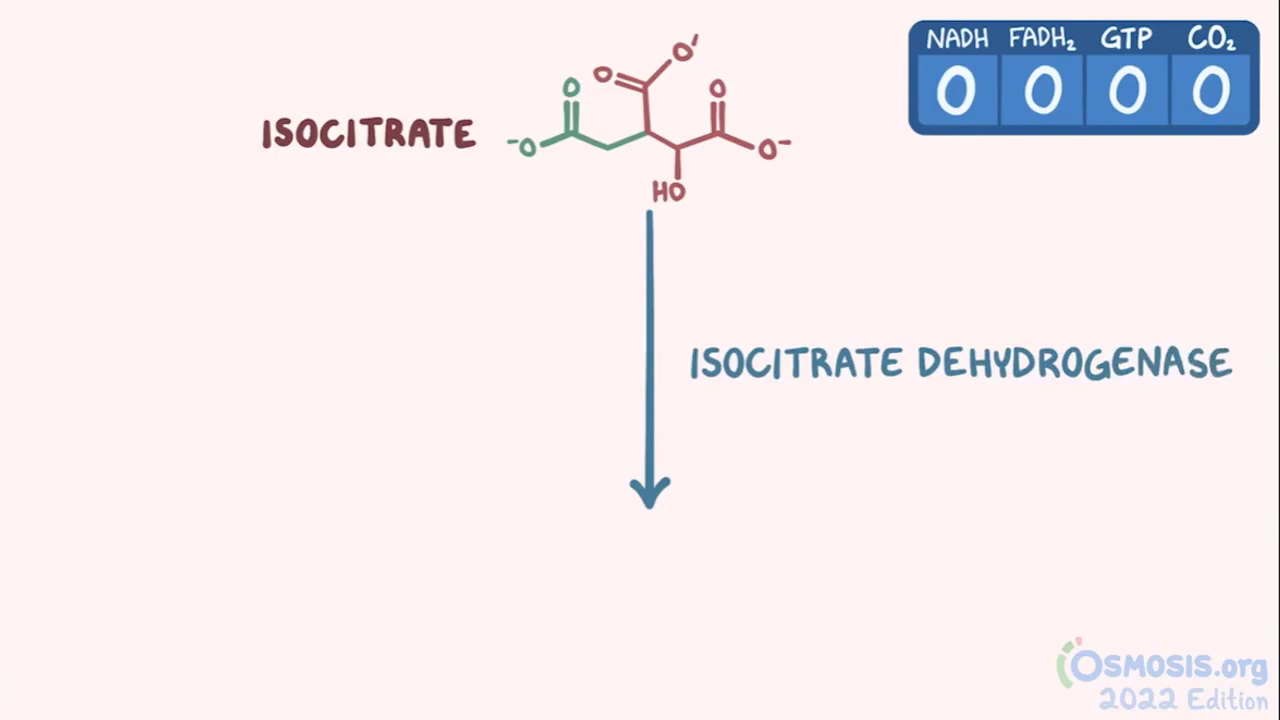 NADH FADH₂ GTP CO₂
0 0 0 0
O O O⁻ O
ISOCITRATE ⁻O O⁻
HO
ISOCITRATE DEHYDROGENASE
OSMOSIS.org
2022 Edition